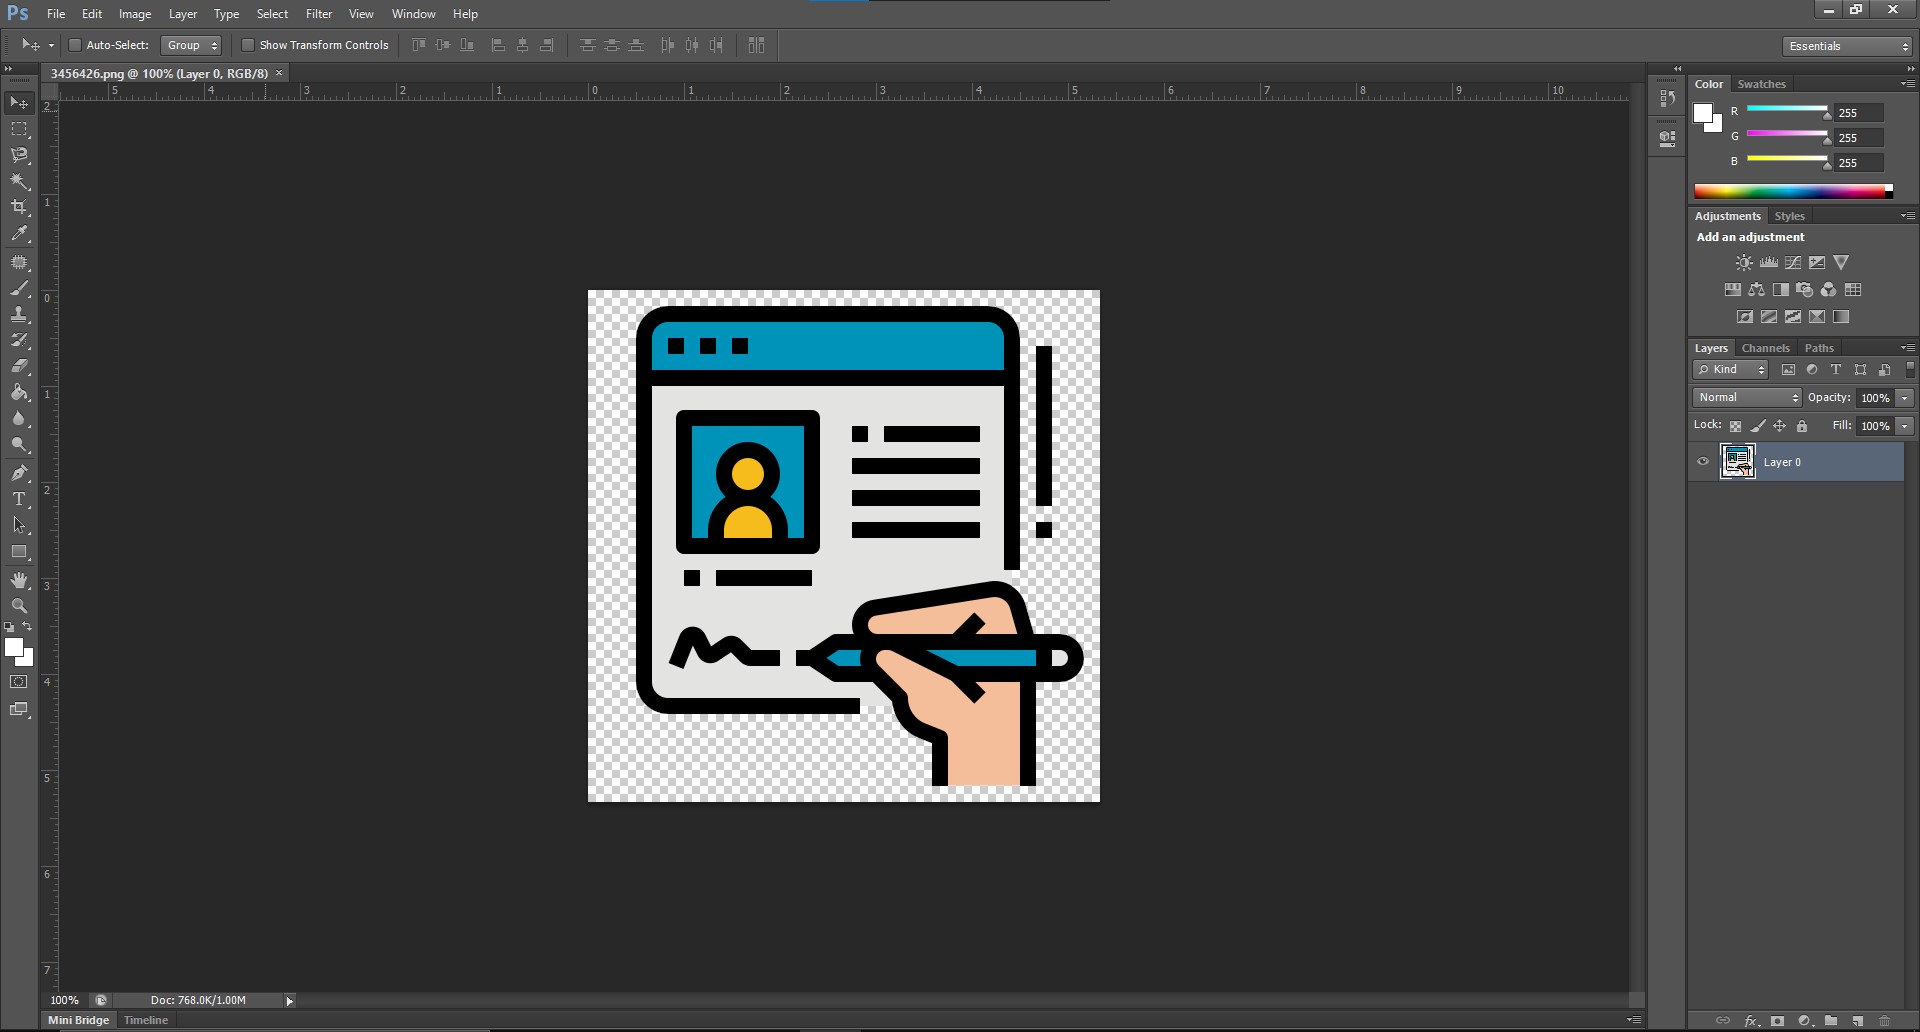 Ps File Edit Image Layer Type Select Filter View Window Help
Auto-Select: Group Show Transform Controls Essentials
3456426.png @ 100% (Layer 0, RGB/8) ×
5 4 3 2 1 0 1 2 3 4 5 6 7 8 9 10
2
1
0
1
2
3
4
5
6
7
T
Color Swatches
R 255
G 255
B 255
Adjustments Styles
Add an adjustment
Layers Channels Paths
Kind T
Normal Opacity: 100%
Lock: Fill: 100%
Layer 0
fx
100% Doc: 768.0K/1.00M
Mini Bridge Timeline